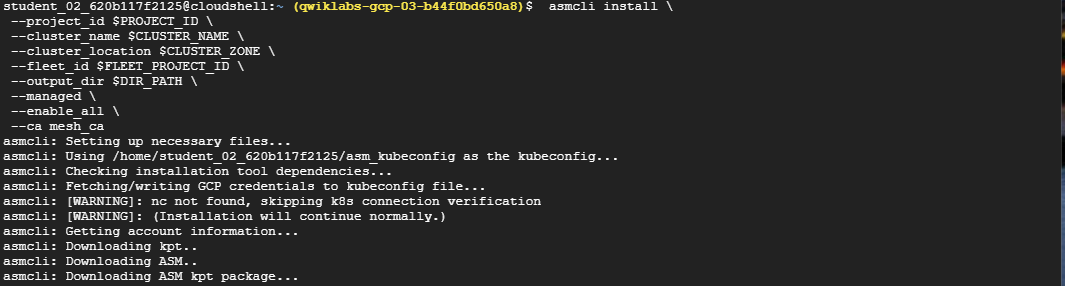 student_02_620b117f2125@cloudshell:~ (qwiklabs-gcp-03-b44f0bd650a8)$  asmcli install \
 --project_id $PROJECT_ID \
 --cluster_name $CLUSTER_NAME \
 --cluster_location $CLUSTER_ZONE \
 --fleet_id $FLEET_PROJECT_ID \
 --output_dir $DIR_PATH \
 --managed \
 --enable_all \
 --ca mesh_ca
asmcli: Setting up necessary files...
asmcli: Using /home/student_02_620b117f2125/asm_kubeconfig as the kubeconfig...
asmcli: Checking installation tool dependencies...
asmcli: Fetching/writing GCP credentials to kubeconfig file...
asmcli: [WARNING]: nc not found, skipping k8s connection verification
asmcli: [WARNING]: (Installation will continue normally.)
asmcli: Getting account information...
asmcli: Downloading kpt..
asmcli: Downloading ASM..
asmcli: Downloading ASM kpt package...